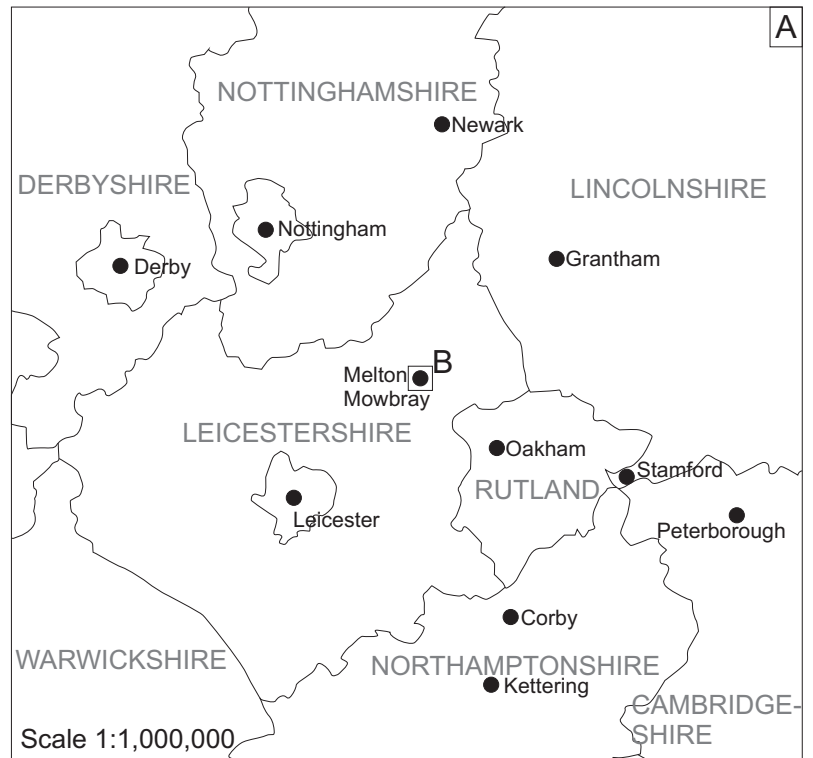 A
NOTTINGHAMSHIRE
Newark
DERBYSHIRE
LINCOLNSHIRE
Nottingham
Grantham
Derby
B
Melton
Mowbray
LEICESTERSHIRE
Oakham
Stamford
RUTLAND
Leicester
Peterborough
Corby
WARWICKSHIRE
NORTHAMPTONSHIRE
Kettering
CAMBRIDGE-
SHIRE
Scale 1:1,000,000